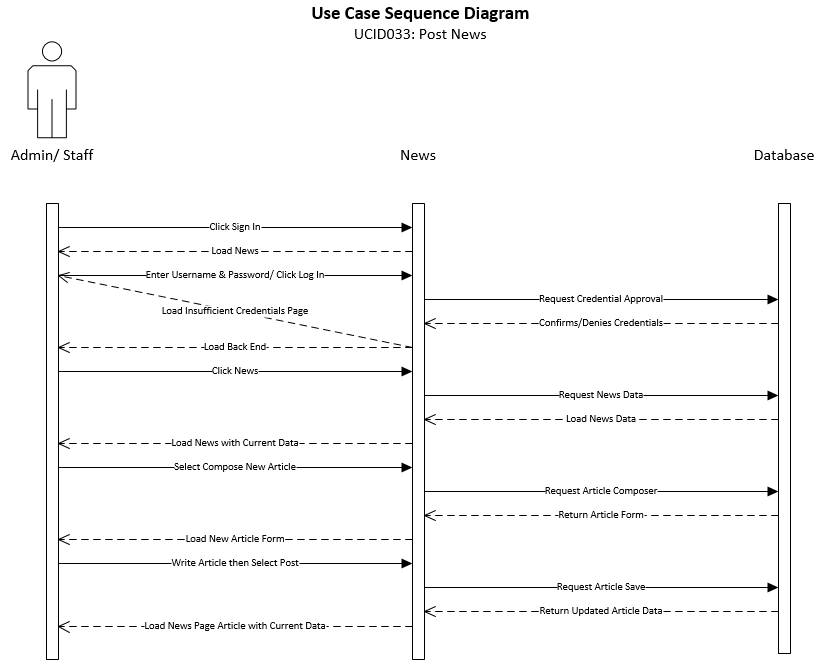 Use Case Sequence Diagram
UCID033: Post News
Admin/ Staff
News
Database
Click Sign In
Load News
Enter Username & Password/ Click Log In
Request Credential Approval
Load Insufficient Credentials Page
Confirms/Denies Credentials
Load Back End
Click News
Request News Data
Load News Data
Load News with Current Data
Select Compose New Article
Request Article Composer
Return Article Form
Load New Article Form
Write Article then Select Post
Request Article Save
Return Updated Article Data
Load News Page Article with Current Data